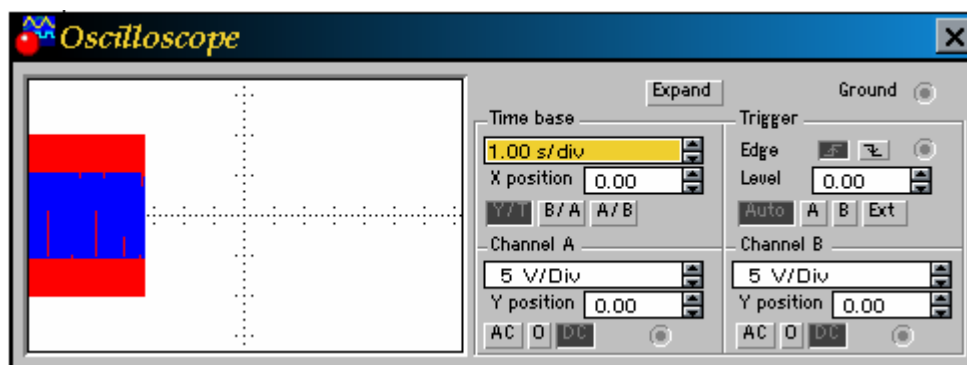 Oscilloscope
Expand Ground
Time base Trigger
1.00 s/div Edge
X position 0.00 Level 0.00
Y/T B/A A/B Auto A B Ext
Channel A Channel B
5 V/Div 5 V/Div
Y position 0.00 Y position 0.00
AC 0 DC AC 0 DC